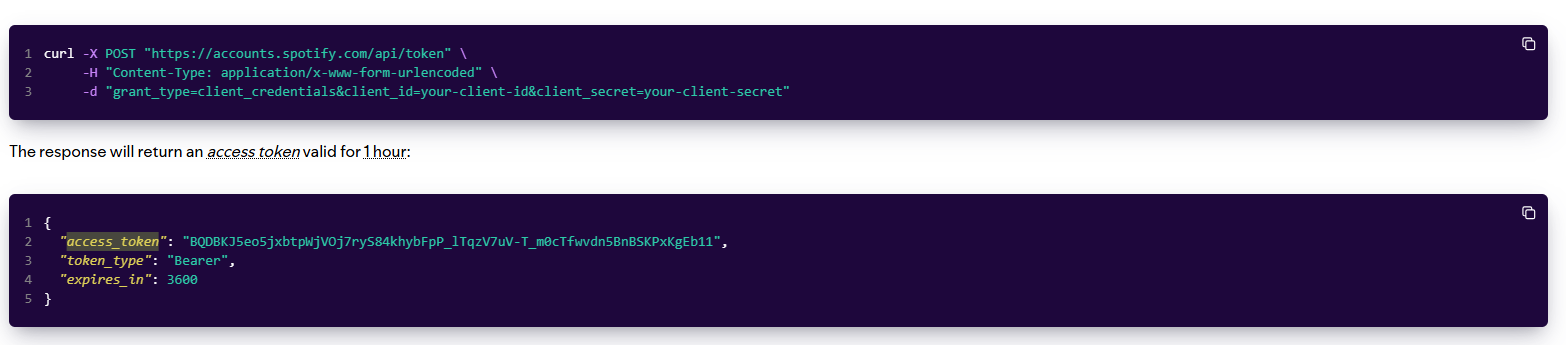 1 curl -X POST "https://accounts.spotify.com/api/token" \
2 -H "Content-Type: application/x-www-form-urlencoded" \
3 -d "grant_type=client_credentials&client_id=your-client-id&client_secret=your-client-secret"
The response will return an access token valid for 1 hour:
1 {
2 "access_token": "BQDBKJ5eo5jxbtpWjVOj7ryS84khybFpP_lTqzV7uV-T_m0cTfwvdn5BnBSKPxKgEb11",
3 "token_type": "Bearer",
4 "expires_in": 3600
5 }